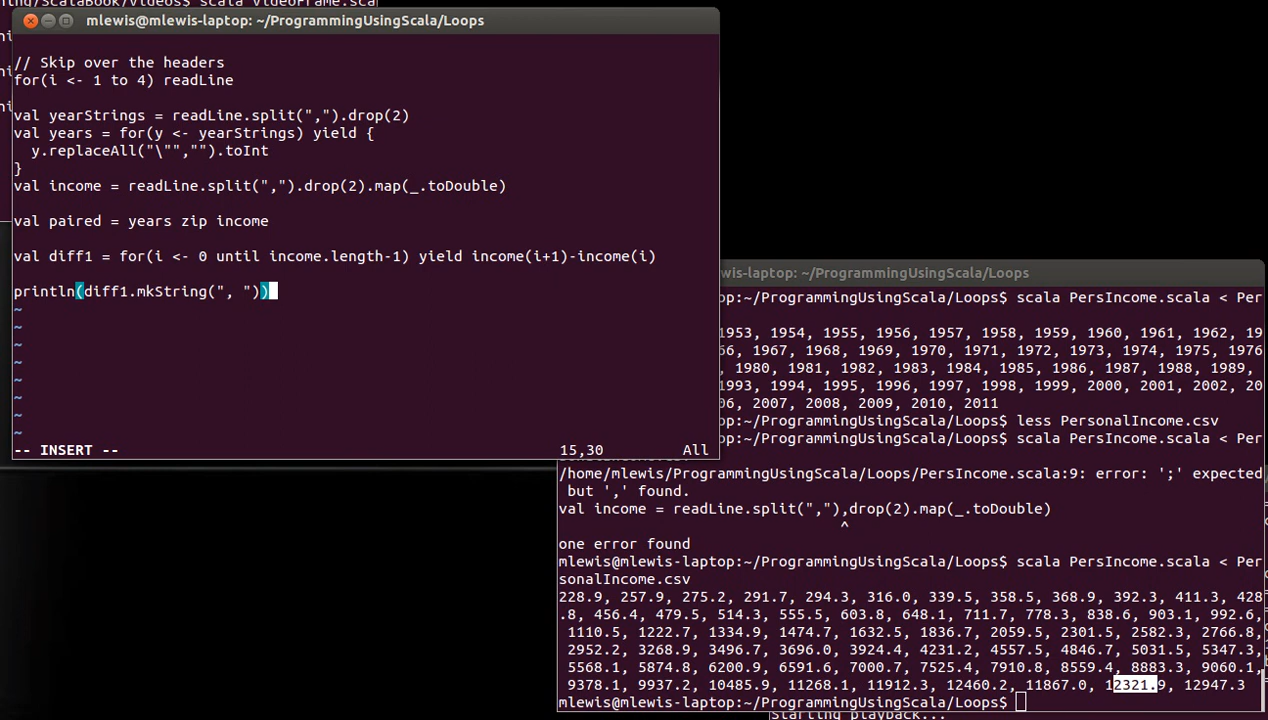 ning/ScalaBook/videos$ scala VideoFrame.sca
mlewis@mlewis-laptop: ~/ProgrammingUsingScala/Loops
// Skip over the headers
for(i <- 1 to 4) readLine
val yearStrings = readLine.split(",").drop(2)
val years = for(y <- yearStrings) yield {
y.replaceAll("\"","").toInt
}
val income = readLine.split(",").drop(2).map(_.toDouble)
val paired = years zip income
val diff1 = for(i <- 0 until income.length-1) yield income(i+1)-income(i)
println(diff1.mkString(", "))
~
~
~
~
~
~
~
~
-- INSERT -- 15,30 All
lewis-laptop: ~/ProgrammingUsingScala/Loops
top:~/ProgrammingUsingScala/Loops$ scala PersIncome.scala < Per
1953, 1954, 1955, 1956, 1957, 1958, 1959, 1960, 1961, 1962, 19
66, 1967, 1968, 1969, 1970, 1971, 1972, 1973, 1974, 1975, 1976
1980, 1981, 1982, 1983, 1984, 1985, 1986, 1987, 1988, 1989,
1993, 1994, 1995, 1996, 1997, 1998, 1999, 2000, 2001, 2002, 20
06, 2007, 2008, 2009, 2010, 2011
top:~/ProgrammingUsingScala/Loops$ less PersonalIncome.csv
top:~/ProgrammingUsingScala/Loops$ scala PersIncome.scala < Per
/home/mlewis/ProgrammingUsingScala/Loops/PersIncome.scala:9: error: ';' expected
but ',' found.
val income = readLine.split(","),drop(2).map(_.toDouble)
^
one error found
mlewis@mlewis-laptop:~/ProgrammingUsingScala/Loops$ scala PersIncome.scala < Per
sonalIncome.csv
228.9, 257.9, 275.2, 291.7, 294.3, 316.0, 339.5, 358.5, 368.9, 392.3, 411.3, 428
.8, 456.4, 479.5, 514.3, 555.5, 603.8, 648.1, 711.7, 778.3, 838.6, 903.1, 992.6,
1110.5, 1222.7, 1334.9, 1474.7, 1632.5, 1836.7, 2059.5, 2301.5, 2582.3, 2766.8,
2952.2, 3268.9, 3496.7, 3696.0, 3924.4, 4231.2, 4557.5, 4846.7, 5031.5, 5347.3,
5568.1, 5874.8, 6200.9, 6591.6, 7000.7, 7525.4, 7910.8, 8559.4, 8883.3, 9060.1,
9378.1, 9937.2, 10485.9, 11268.1, 11912.3, 12460.2, 11867.0, 12321.9, 12947.3
mlewis@mlewis-laptop:~/ProgrammingUsingScala/Loops$
Starting playback...